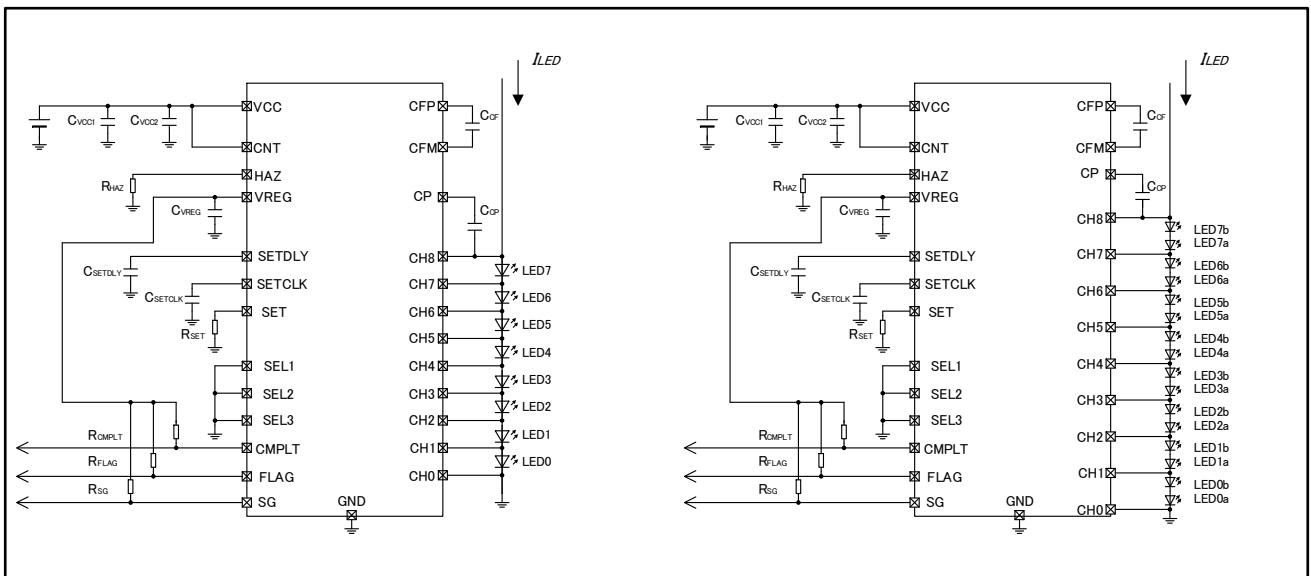 ILED
VCC
CFP
CCF
CVCC1
CVCC2
CNT
CFM
RHAZ
HAZ
VREG
CP
CVREG
CCP
SETDLY
CH8
CSETDLY
LED7
SETCLK
CH7
CSETCLK
LED6
SET
CH6
LED5
RSET
CH5
LED4
SEL1
CH4
LED3
SEL2
CH3
LED2
SEL3
CH2
RCMPLT
LED1
CMPLT
CH1
RFLAG
LED0
FLAG
CH0
RSG
SG
GND
ILED
VCC
CFP
CCF
CVCC1
CVCC2
CNT
CFM
RHAZ
HAZ
CP
VREG
CCP
CVREG
CH8
LED7b
LED7a
SETDLY
CH7
CSETDLY
LED6b
LED6a
SETCLK
CH6
CSETCLK
LED5b
LED5a
SET
CH5
RSET
LED4b
LED4a
SEL1
CH4
LED3b
LED3a
SEL2
CH3
LED2b
LED2a
SEL3
CH2
RCMPLT
LED1b
LED1a
CMPLT
CH1
RFLAG
FLAG
LED0b
LED0a
RSG
SG
GND
CH0